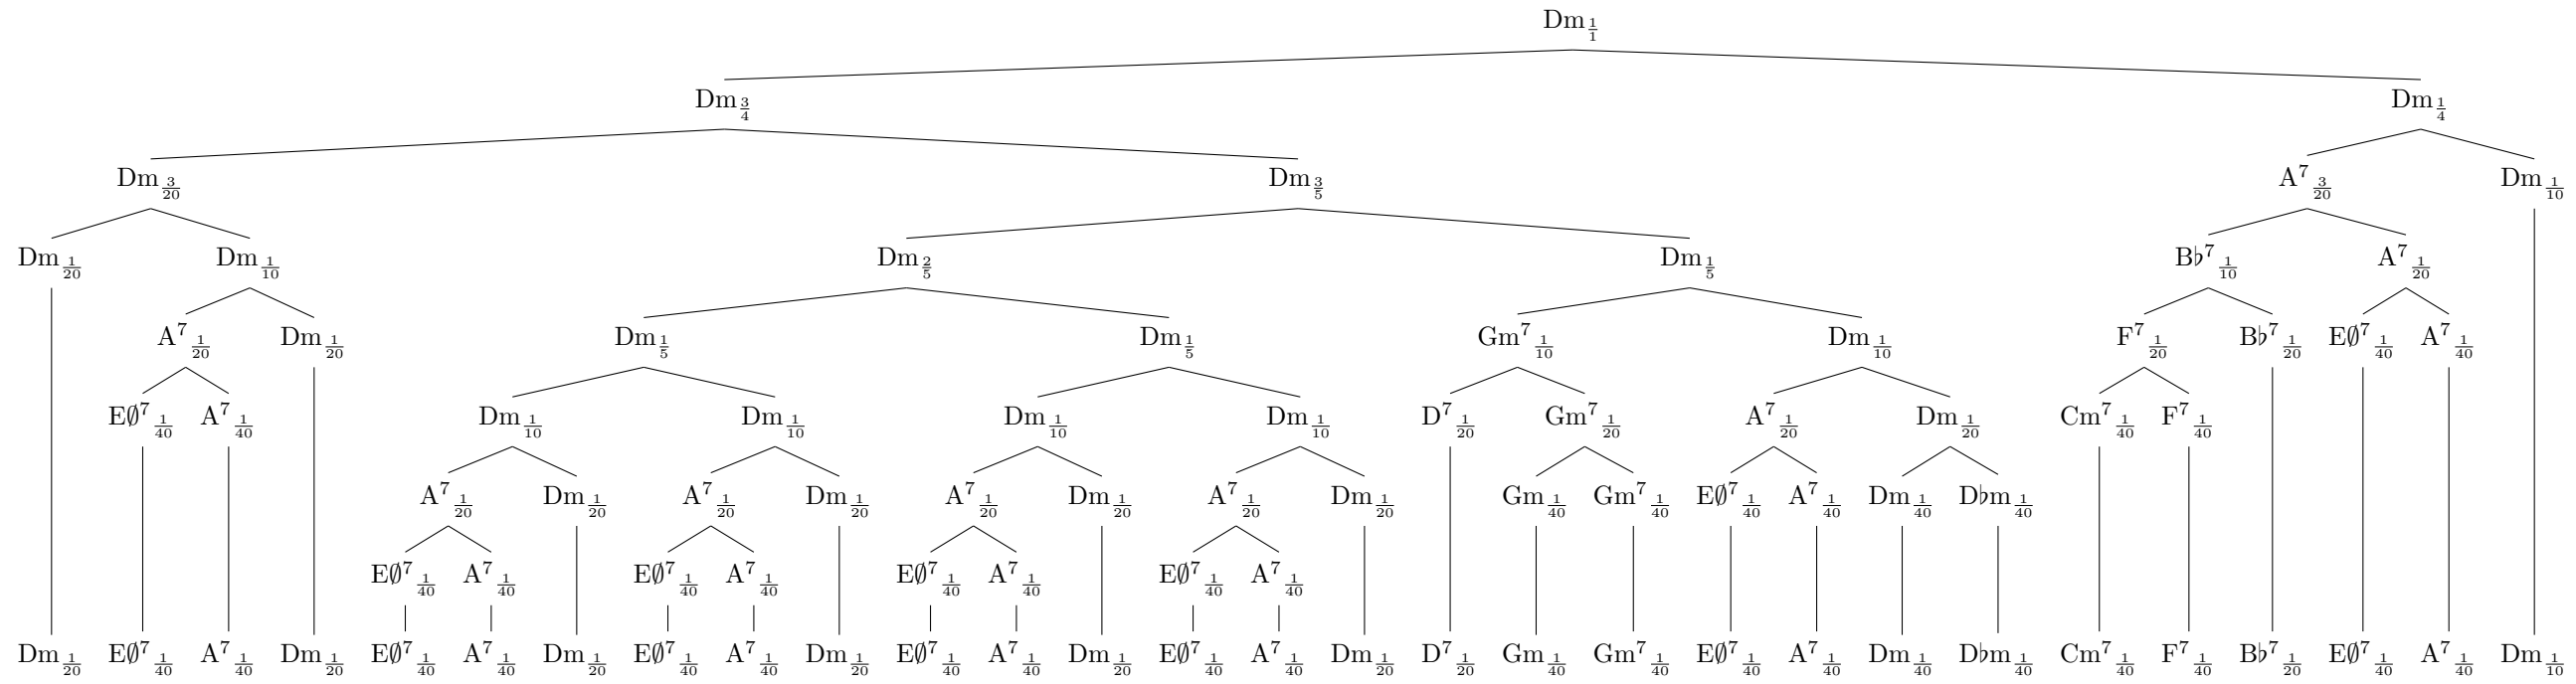 Dm 1/1
Dm 3/4 Dm 1/4
Dm 3/20 Dm 3/5 A⁷ 3/20 Dm 1/10
Dm 1/20 Dm 1/10 Dm 2/5 Dm 1/5 B♭⁷ 1/10 A⁷ 1/20
A⁷ 1/20 Dm 1/20 Dm 1/5 Dm 1/5 Gm⁷ 1/10 Dm 1/10 F⁷ 1/20 B♭⁷ 1/20 E∅⁷ 1/40 A⁷ 1/40
E∅⁷ 1/40 A⁷ 1/40 Dm 1/10 Dm 1/10 Dm 1/10 Dm 1/10 D⁷ 1/20 Gm⁷ 1/20 A⁷ 1/20 Dm 1/20 Cm⁷ 1/40 F⁷ 1/40
A⁷ 1/20 Dm 1/20 A⁷ 1/20 Dm 1/20 A⁷ 1/20 Dm 1/20 A⁷ 1/20 Dm 1/20 Gm 1/40 Gm⁷ 1/40 E∅⁷ 1/40 A⁷ 1/40 Dm 1/40 D♭m 1/40
E∅⁷ 1/40 A⁷ 1/40 E∅⁷ 1/40 A⁷ 1/40 E∅⁷ 1/40 A⁷ 1/40 E∅⁷ 1/40 A⁷ 1/40
Dm 1/20 E∅⁷ 1/40 A⁷ 1/40 Dm 1/20 E∅⁷ 1/40 A⁷ 1/40 Dm 1/20 E∅⁷ 1/40 A⁷ 1/40 Dm 1/20 E∅⁷ 1/40 A⁷ 1/40 Dm 1/20 E∅⁷ 1/40 A⁷ 1/40 Dm 1/20 D⁷ 1/20 Gm 1/40 Gm⁷ 1/40 E∅⁷ 1/40 A⁷ 1/40 Dm 1/40 D♭m 1/40 Cm⁷ 1/40 F⁷ 1/40 B♭⁷ 1/20 E∅⁷ 1/40 A⁷ 1/40 Dm 1/10